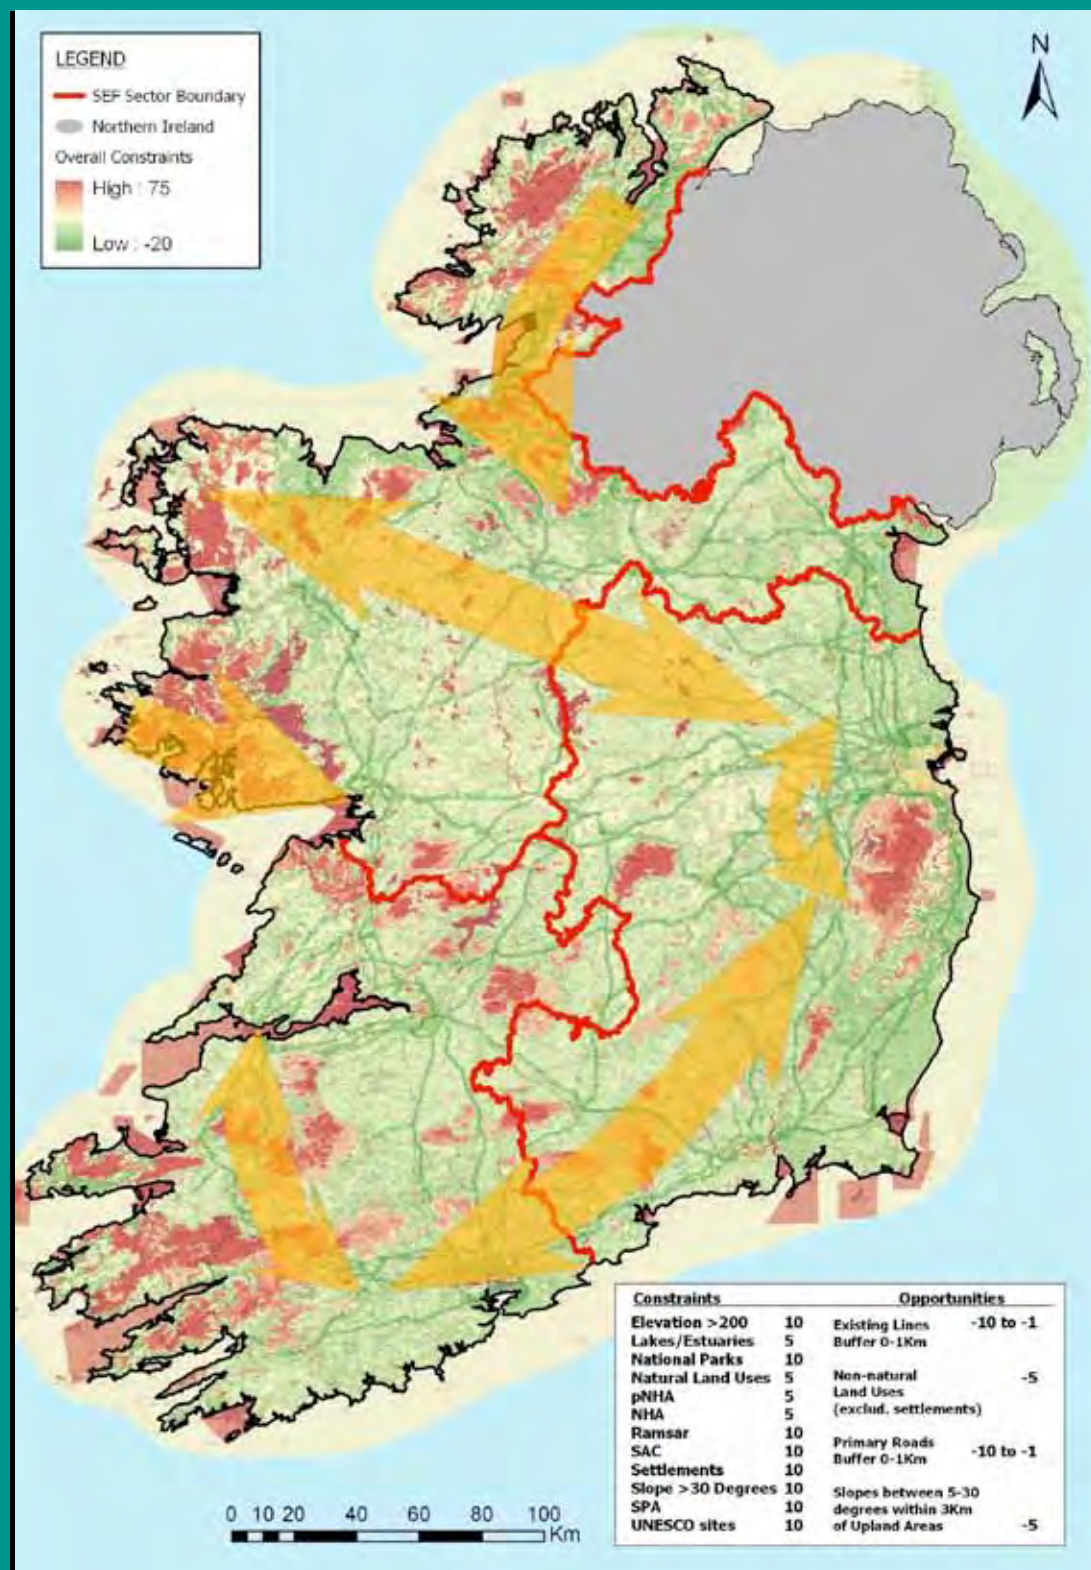 N
LEGEND
SEF Sector Boundary
Northern Ireland
Overall Constraints
High : 75
Low : -20
Constraints Opportunities
Elevation >200 10
Lakes/Estuaries 5
National Parks 10
Natural Land Uses 5
pNHA 5
NHA 5
Ramsar 10
SAC 10
Settlements 10
Slope >30 Degrees 10
SPA 10
UNESCO sites 10
Existing Lines -10 to -1
Buffer 0-1Km
Non-natural -5
Land Uses
(exclud. settlements)
Primary Roads
Buffer 0-1Km -10 to -1
Slopes between 5-30
degrees within 3Km
of Upland Areas -5
0 10 20 40 60 80 100
Km